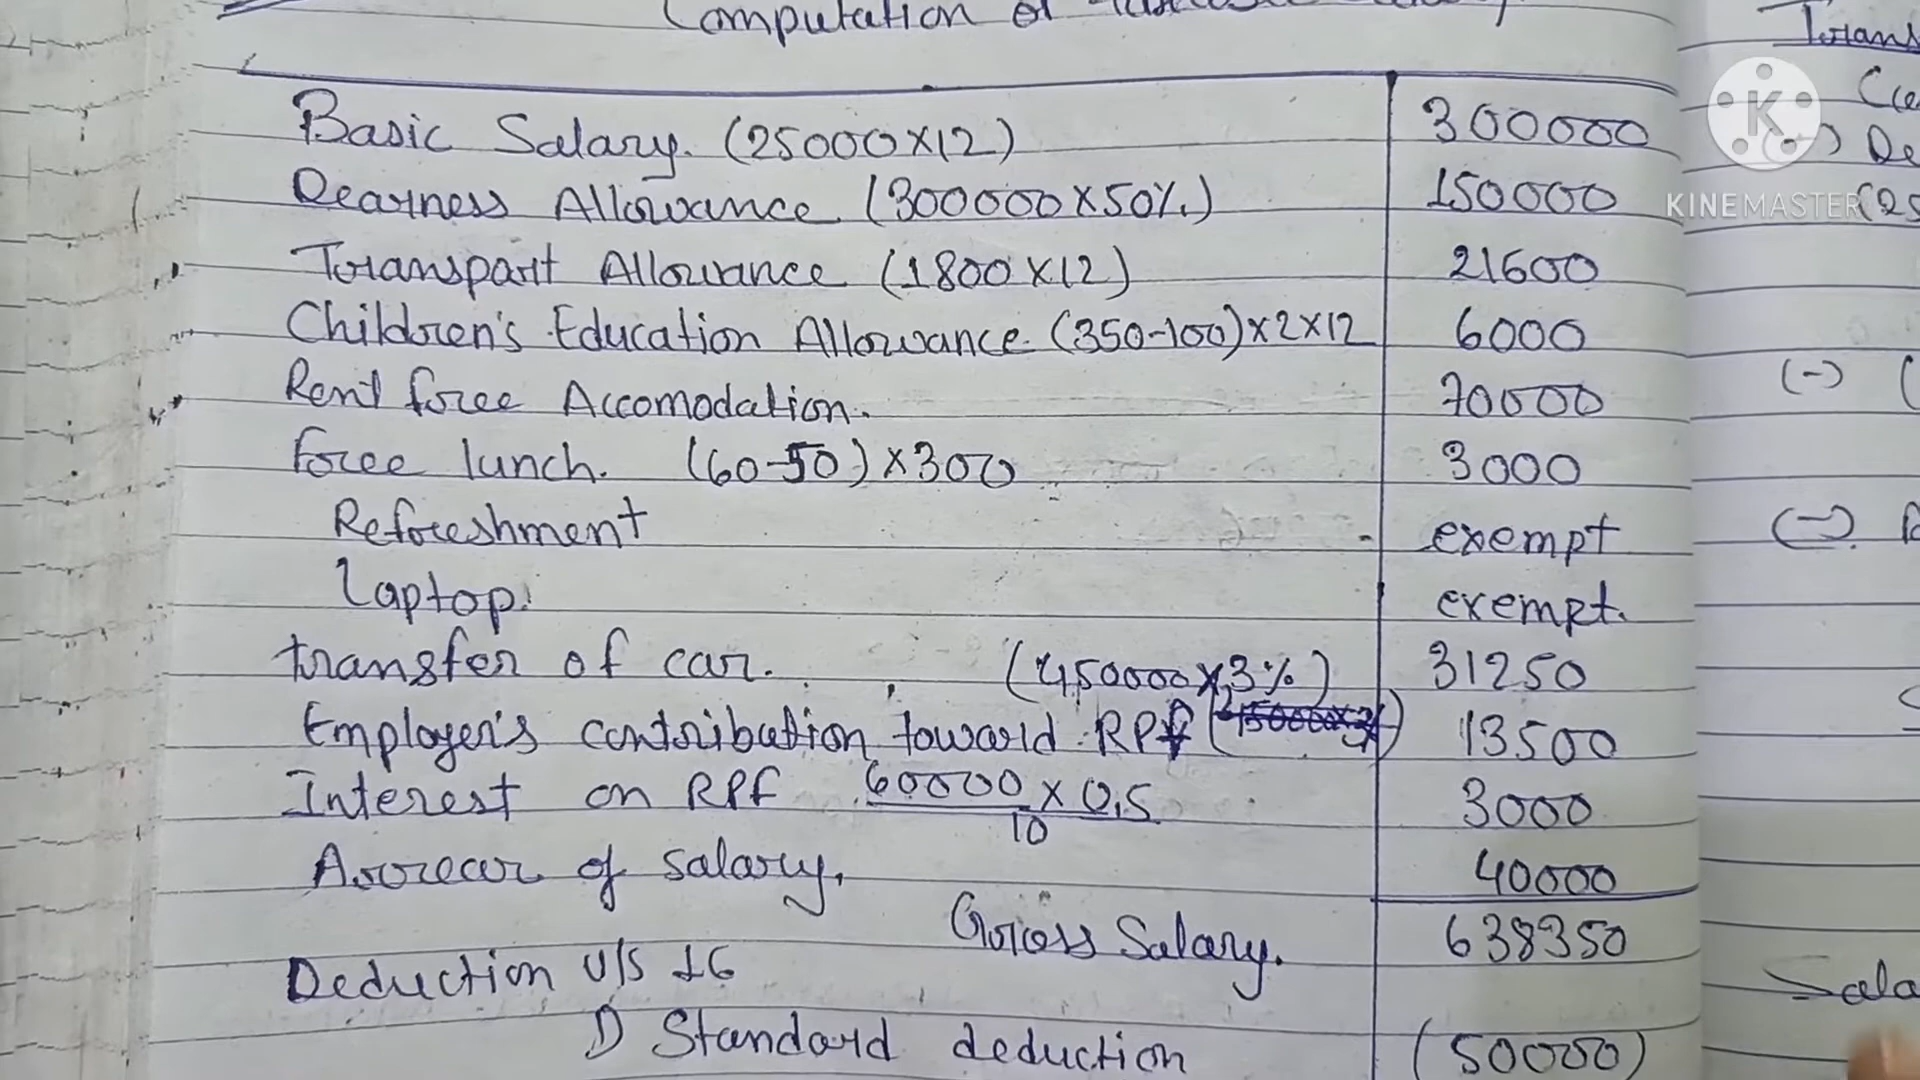 Computation of
Basic Salary. (25000×12) 300000
Dearness Allowance (300000×50%) 150000
Transport Allowance (1800×12) 21600
Children's Education Allowance. (350-100)×2×12 6000
Rent free Accomodation. 70000
free lunch. (60-50)×300 3000
Refreshment exempt
Laptop. exempt.
transfer of car. 31250
(450000×3%)
Employer's contribution toward RPf 13500
Interest on RPf 60000/10 × 0.5 3000
Arrear of salary. 40000
Gross Salary. 638350
Deduction U/s 16
1) Standard deduction (50000)
K
KINEMASTER
(-)
(-)